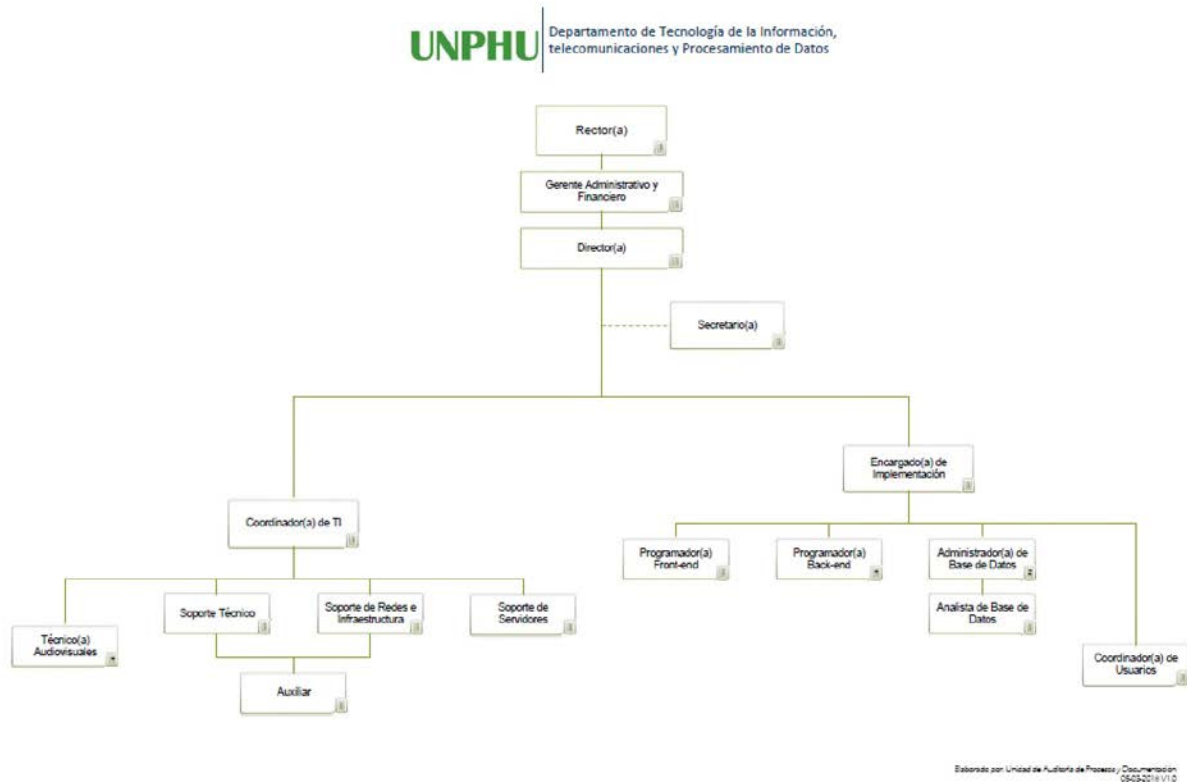 UNPHU
Departamento de Tecnología de la Información,
telecomunicaciones y Procesamiento de Datos
Rector(a)
Gerente Administrativo y
Financiero
Director(a)
Secretario(a)
Encargado(a) de
Implementación
Coordinador(a) de TI
Programador(a)
Front-end
Programador(a)
Back-end
Administrador(a) de
Base de Datos
Soporte Técnico
Soporte de Redes e
Infraestructura
Soporte de
Servidores
Analista de Base de
Datos
Técnico(a)
Audiovisuales
Coordinador(a) de
Usuarios
Auxiliar
Elaborado por: Unidad de Auditoría de Procesos y Documentación
V1.0